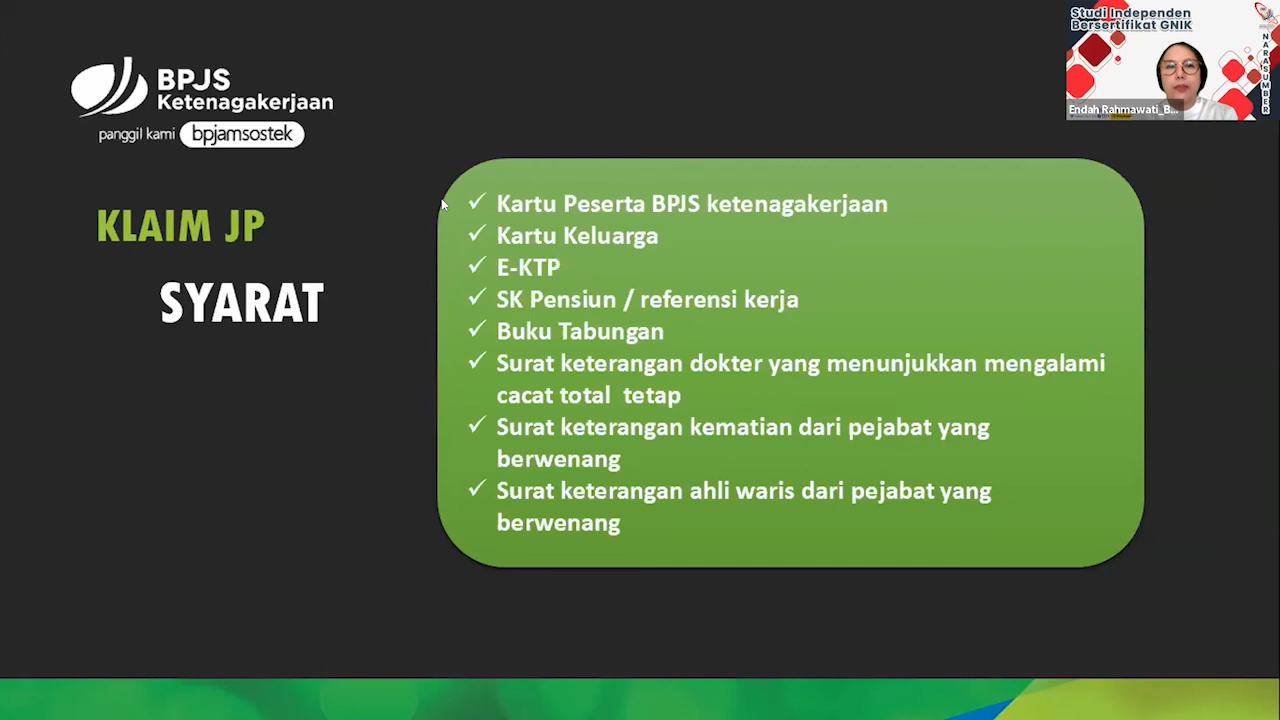 BPJS
Ketenagakerjaan
panggil kami bpjamsostek
KLAIM JP
SYARAT
✓ Kartu Peserta BPJS ketenagakerjaan
✓ Kartu Keluarga
✓ E-KTP
✓ SK Pensiun / referensi kerja
✓ Buku Tabungan
✓ Surat keterangan dokter yang menunjukkan mengalami
cacat total tetap
✓ Surat keterangan kematian dari pejabat yang
berwenang
✓ Surat keterangan ahli waris dari pejabat yang
berwenang
Studi Independen
Bersertifikat GNIK
NARASUMBER
Endah Rahmawati_B...